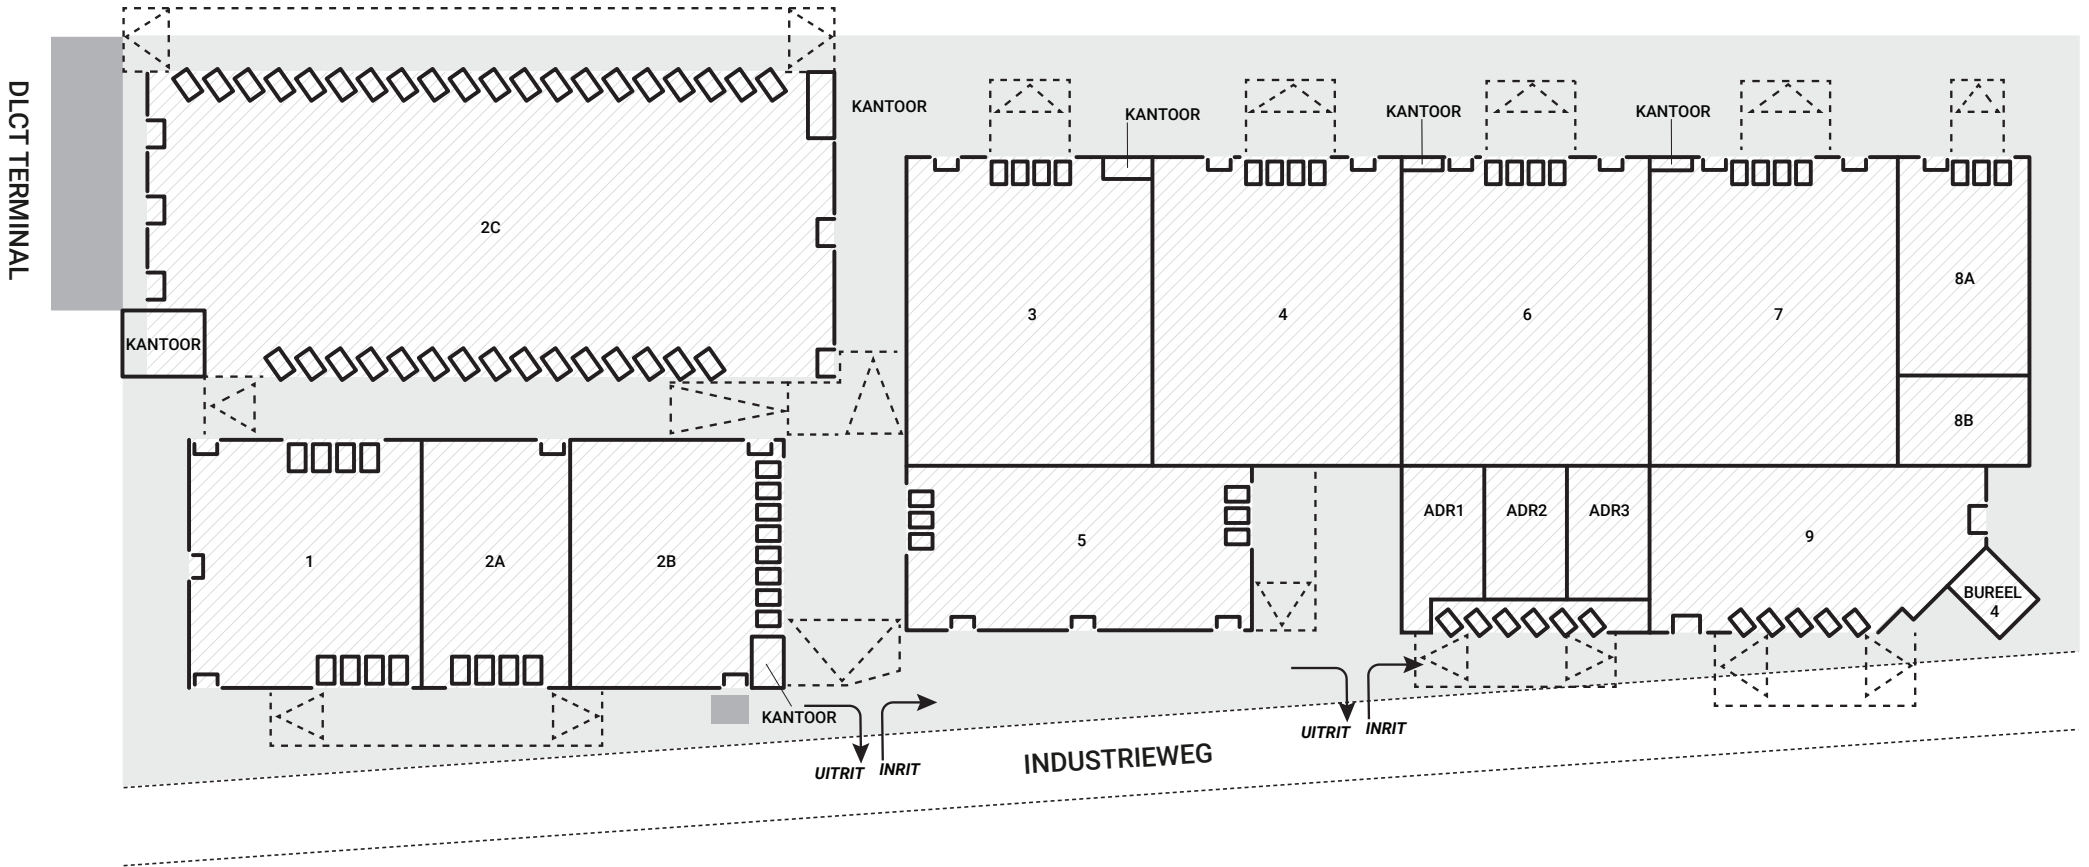 DLCT TERMINAL
KANTOOR
KANTOOR
KANTOOR
KANTOOR
2C
3
4
6
7
8A
8B
KANTOOR
1
2A
2B
5
ADR1
ADR2
ADR3
9
BUREEL
4
KANTOOR
UITRIT
INRIT
UITRIT
INRIT
INDUSTRIEWEG